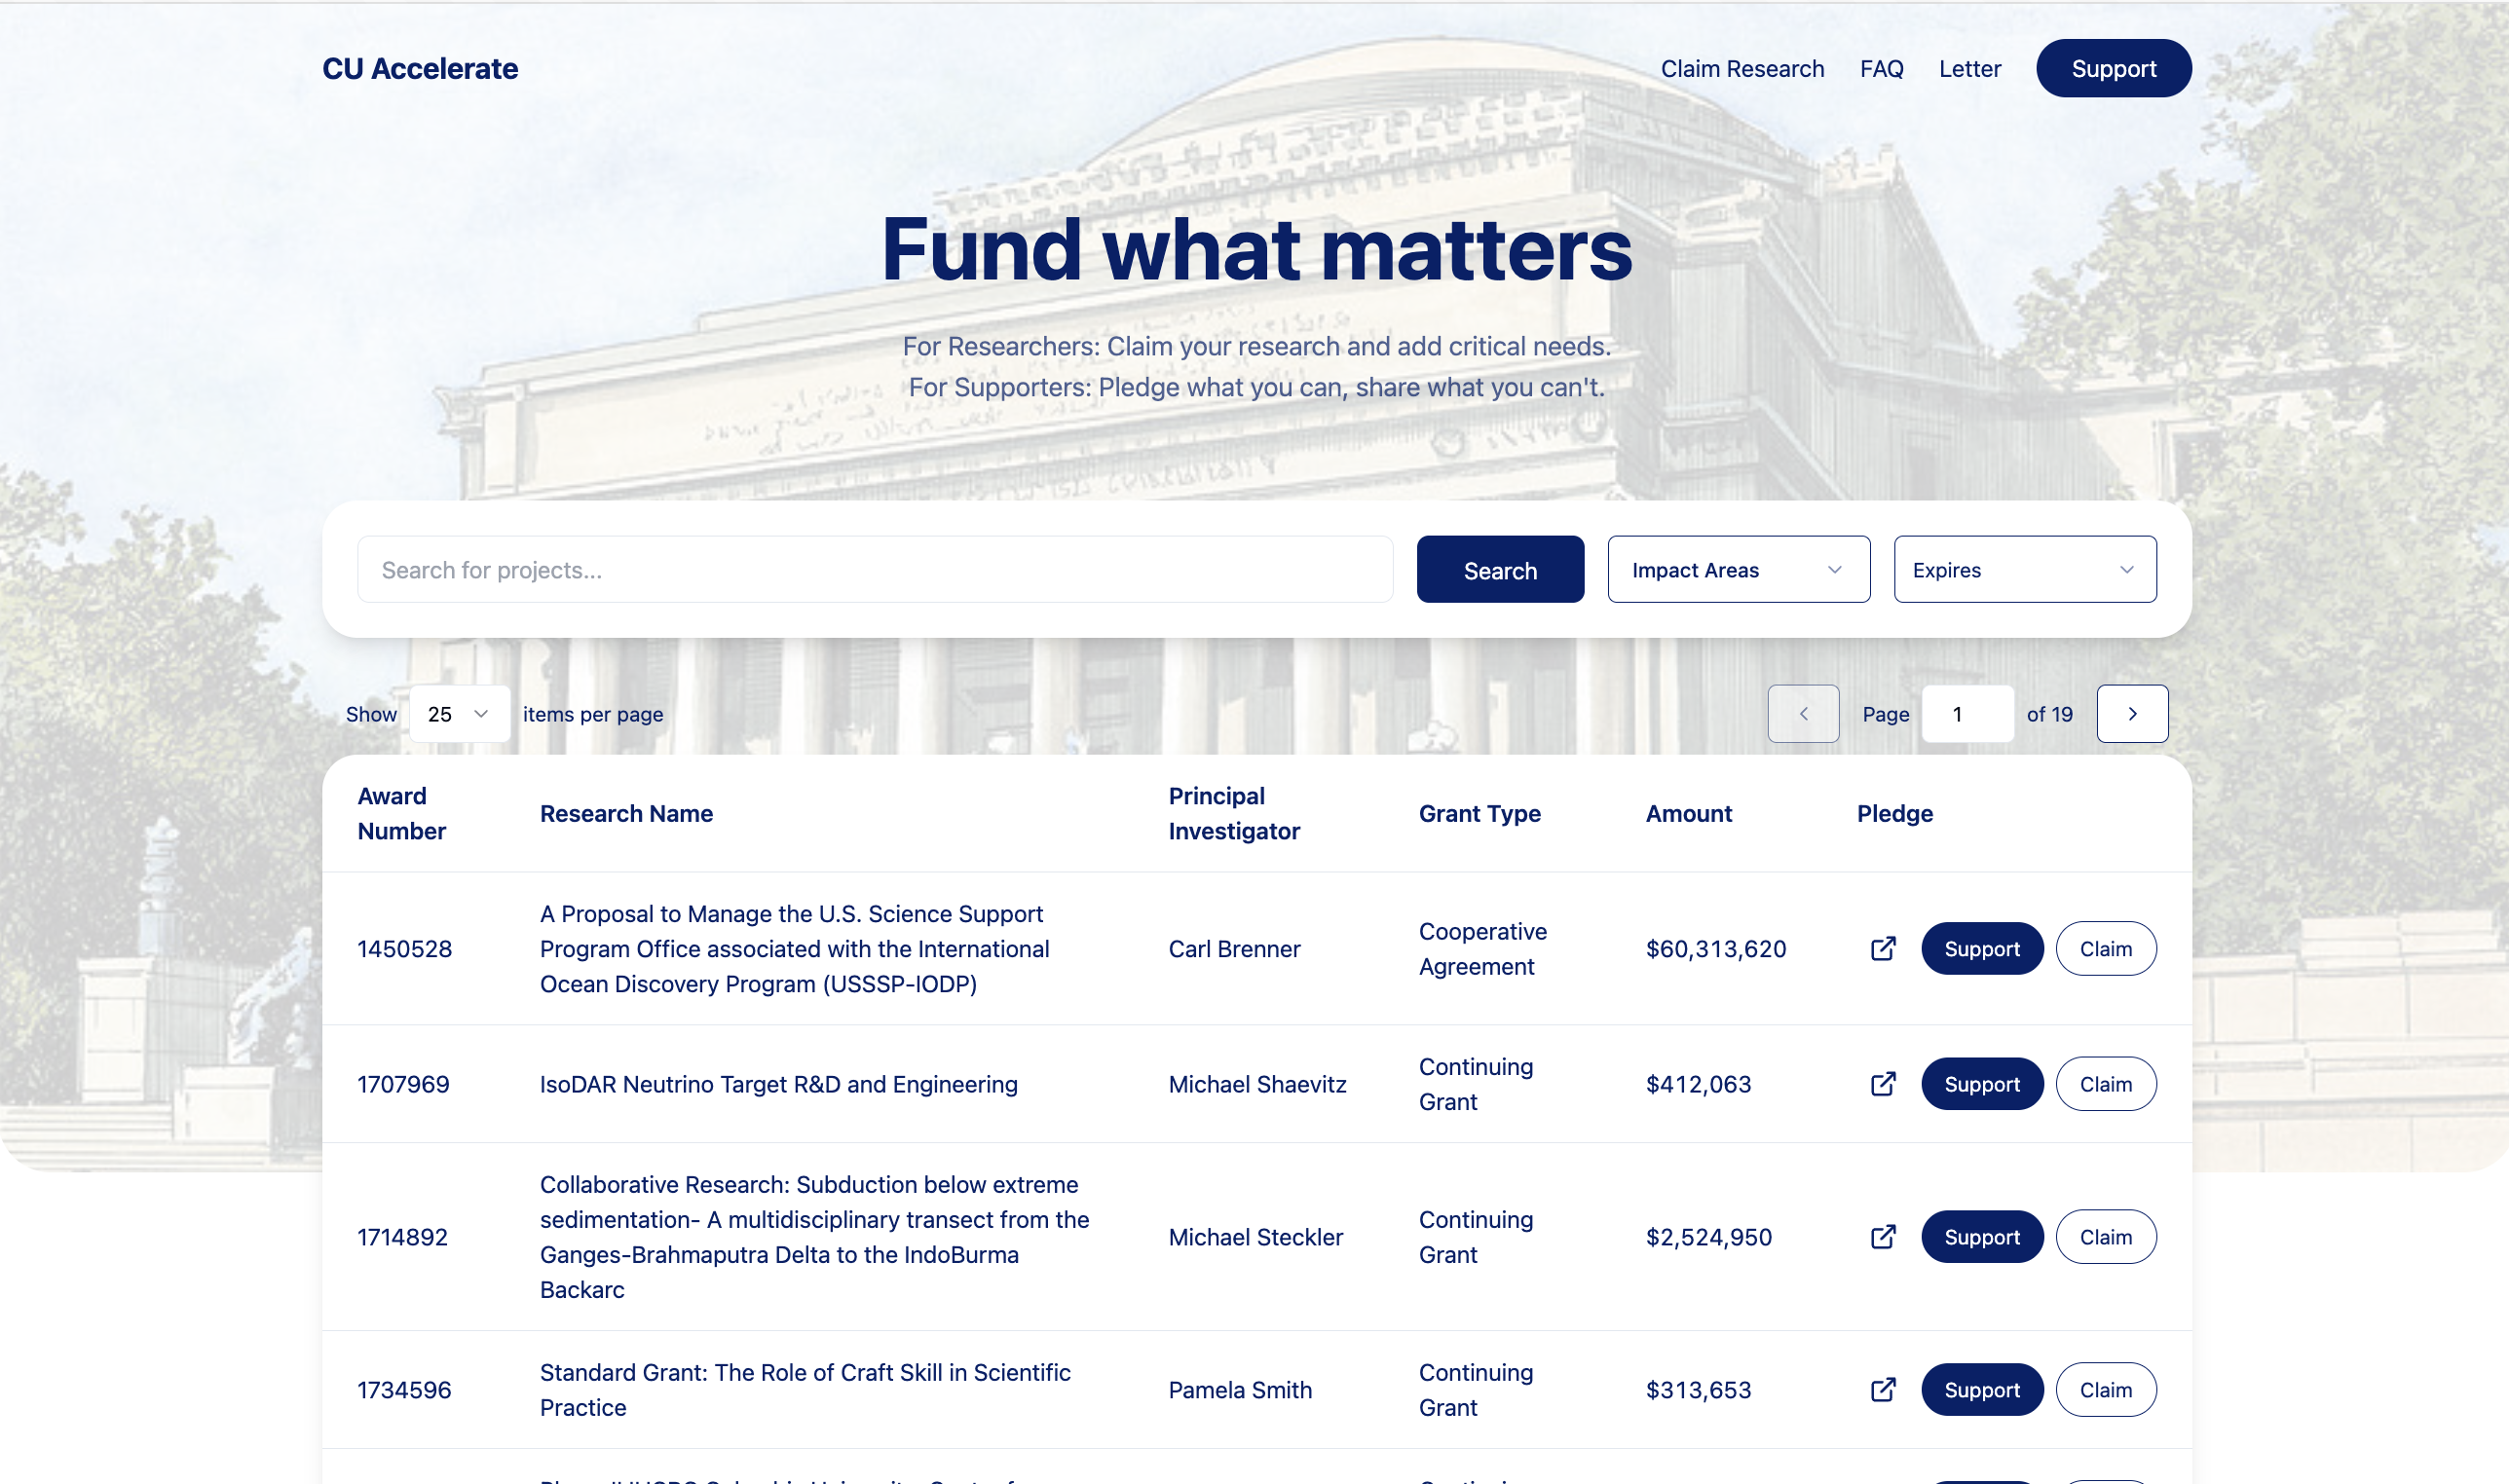 CU Accelerate
Claim Research
FAQ
Letter
Support
Fund what matters
For Researchers: Claim your research and add critical needs.
For Supporters: Pledge what you can, share what you can't.
Search for projects...
Search
Impact Areas
Expires
Show 25 items per page
Page 1 of 19
Award
Number
Research Name
Principal
Investigator
Grant Type
Amount
Pledge
1450528
A Proposal to Manage the U.S. Science Support
Program Office associated with the International
Ocean Discovery Program (USSSP-IODP)
Carl Brenner
Cooperative
Agreement
$60,313,620
Support
Claim
1707969
IsoDAR Neutrino Target R&D and Engineering
Michael Shaevitz
Continuing
Grant
$412,063
Support
Claim
1714892
Collaborative Research: Subduction below extreme
sedimentation- A multidisciplinary transect from the
Ganges-Brahmaputra Delta to the IndoBurma
Backarc
Michael Steckler
Continuing
Grant
$2,524,950
Support
Claim
1734596
Standard Grant: The Role of Craft Skill in Scientific
Practice
Pamela Smith
Continuing
Grant
$313,653
Support
Claim